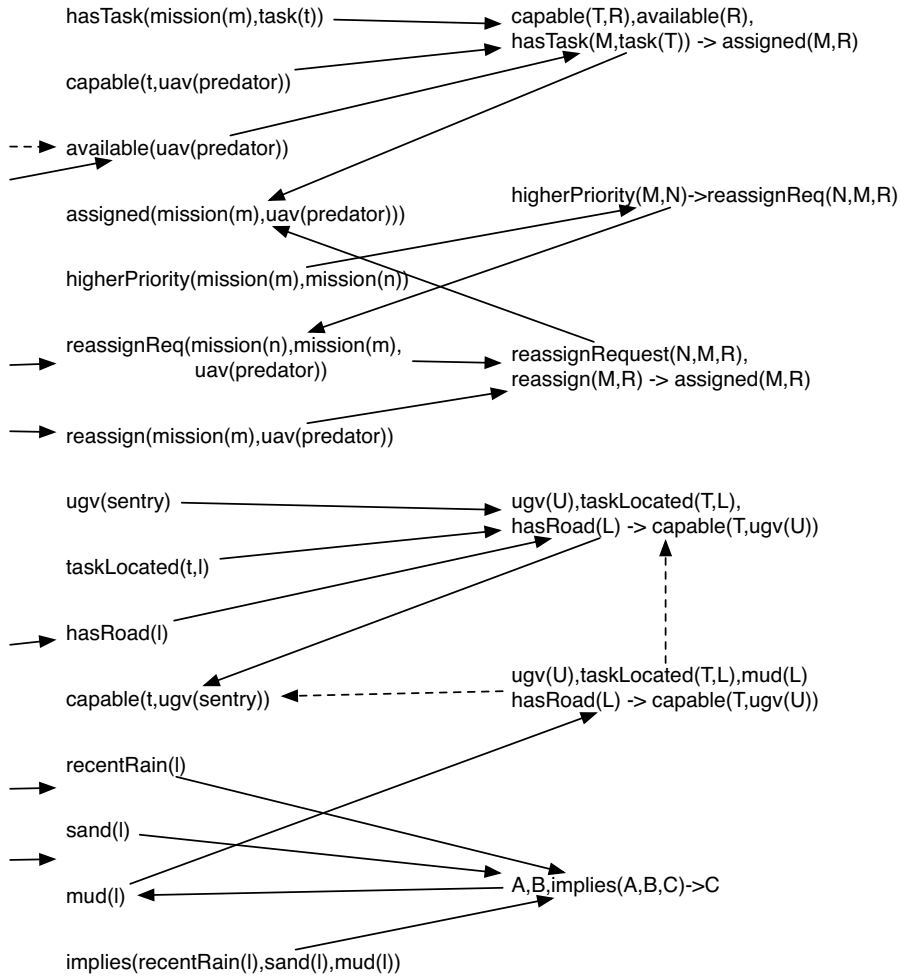 hasTask(mission(m),task(t))
capable(t,uav(predator))
available(uav(predator))
assigned(mission(m),uav(predator)))
higherPriority(mission(m),mission(n))
reassignReq(mission(n),mission(m),
uav(predator))
reassign(mission(m),uav(predator))
ugv(sentry)
taskLocated(t,l)
hasRoad(l)
capable(t,ugv(sentry))
recentRain(l)
sand(l)
mud(l)
implies(recentRain(l),sand(l),mud(l))
capable(T,R),available(R),
hasTask(M,task(T)) -> assigned(M,R)
higherPriority(M,N)->reassignReq(N,M,R)
reassignRequest(N,M,R),
reassign(M,R) -> assigned(M,R)
ugv(U),taskLocated(T,L),
hasRoad(L) -> capable(T,ugv(U))
ugv(U),taskLocated(T,L),mud(L)
hasRoad(L) -> capable(T,ugv(U))
A,B,implies(A,B,C)->C